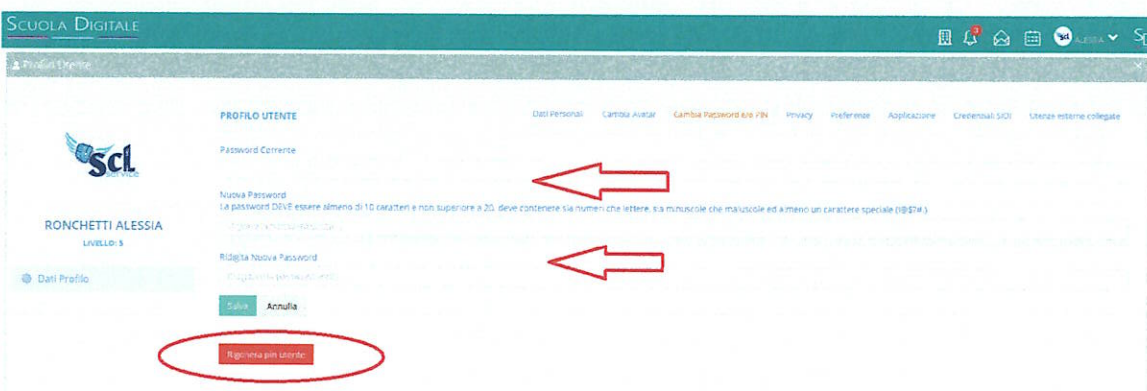 SCUOLA DIGITALE
3
ALESSIA
Profilo Utente
PROFILO UTENTE
Dati Personali Cambia Avatar Cambia Password e/o PIN Privacy Preferenze Applicazione Credenziali SIDI Utenze esterne collegate
scl
service
Password Corrente
Nuova Password
La password DEVE essere almeno di 10 caratteri e non superiore a 20, deve contenere sia numeri che lettere, sia minuscole che maiuscole ed almeno un carattere speciale (!@$?#.)
RONCHETTI ALESSIA
LIVELLO: 5
Ridigita Nuova Password
Dati Profilo
Salva Annulla
Rigenera pin utente